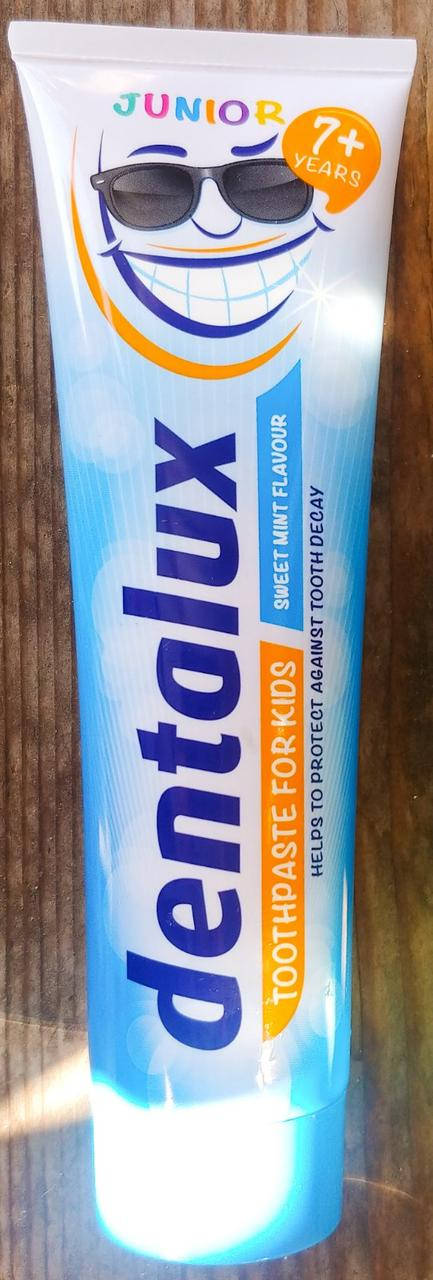 JUNIOR
7+
YEARS
dentalux
SWEET MINT FLAVOUR
TOOTHPASTE FOR KIDS
HELPS TO PROTECT AGAINST TOOTH DECAY